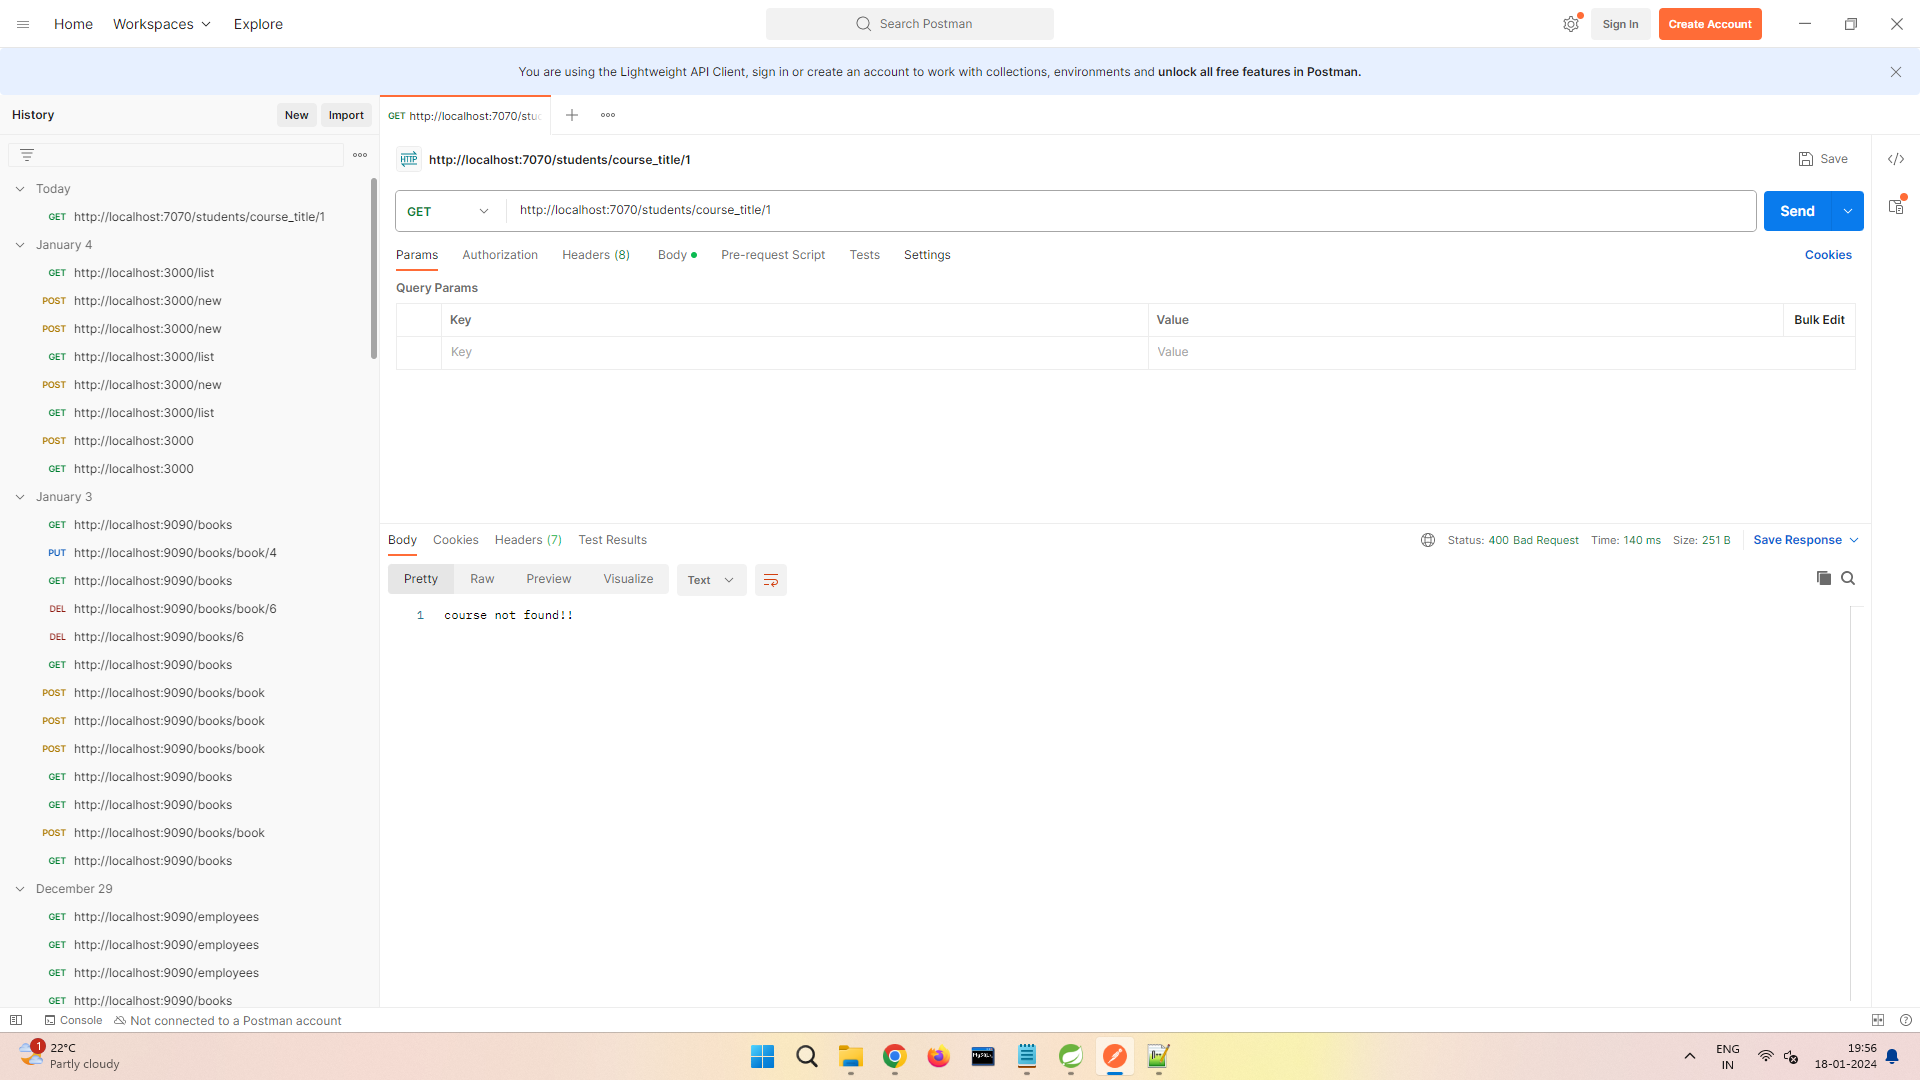 Home Workspaces Explore
Search Postman
Sign In Create Account
You are using the Lightweight API Client, sign in or create an account to work with collections, environments and unlock all free features in Postman.
History New Import
GET http://localhost:7070/stu
Today
GET http://localhost:7070/students/course_title/1
January 4
GET http://localhost:3000/list
POST http://localhost:3000/new
POST http://localhost:3000/new
GET http://localhost:3000/list
POST http://localhost:3000/new
GET http://localhost:3000/list
POST http://localhost:3000
GET http://localhost:3000
January 3
GET http://localhost:9090/books
PUT http://localhost:9090/books/book/4
GET http://localhost:9090/books
DEL http://localhost:9090/books/book/6
DEL http://localhost:9090/books/6
GET http://localhost:9090/books
POST http://localhost:9090/books/book
POST http://localhost:9090/books/book
POST http://localhost:9090/books/book
GET http://localhost:9090/books
GET http://localhost:9090/books
POST http://localhost:9090/books/book
GET http://localhost:9090/books
December 29
GET http://localhost:9090/employees
GET http://localhost:9090/employees
GET http://localhost:9090/employees
GET http://localhost:9090/books
HTTP http://localhost:7070/students/course_title/1 Save
GET http://localhost:7070/students/course_title/1 Send
Params Authorization Headers (8) Body Pre-request Script Tests Settings Cookies
Query Params
Key Value Bulk Edit
Key Value
Body Cookies Headers (7) Test Results Status: 400 Bad Request Time: 140 ms Size: 251 B Save Response
Pretty Raw Preview Visualize Text
1 course not found!!
Console Not connected to a Postman account
1 22°C
Partly cloudy
ENG
IN
19:56
18-01-2024